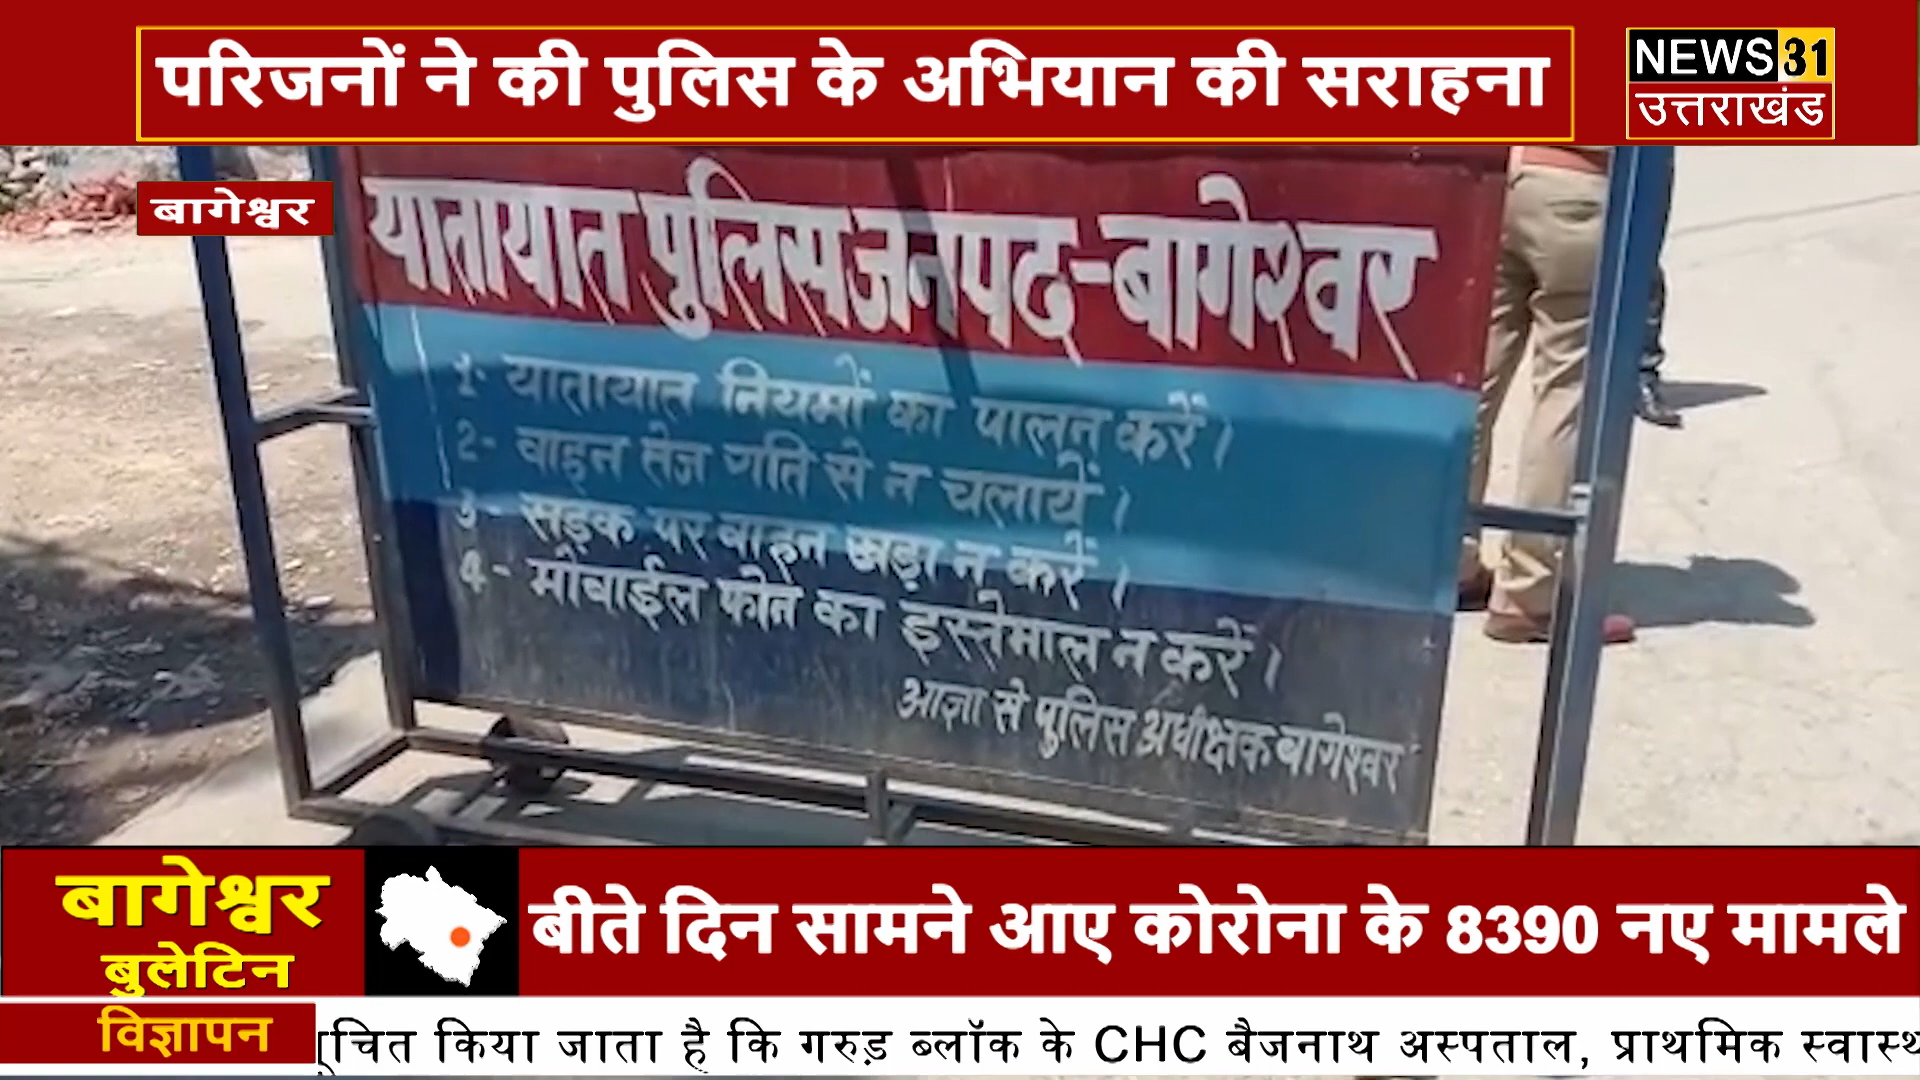 परिजनों ने की पुलिस के अभियान की सराहना
NEWS 31
उत्तराखंड
बागेश्वर
यातायात पुलिस जनपद-बागेश्वर
1- यातायात नियमों का पालन करें।
2- वाहन तेज गति से न चलायें।
3- सड़क पर वाहन खड़ा न करें।
4- मोबाईल फोन का इस्तेमाल न करें।
आज्ञा से पुलिस अधीक्षक बागेश्वर
बागेश्वर
बुलेटिन
बीते दिन सामने आए कोरोना के 8390 नए मामले
विज्ञापन
किया जाता है कि गरुड़ ब्लॉक के CHC बैजनाथ अस्पताल, प्राथमिक